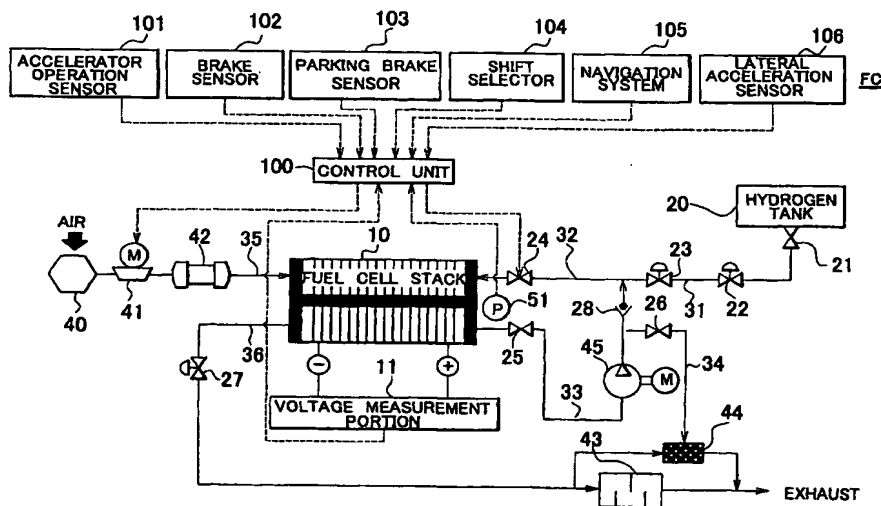 101
102
103
104
105
106
ACCELERATOR
OPERATION
SENSOR
BRAKE
SENSOR
PARKING BRAKE
SENSOR
SHIFT
SELECTOR
NAVIGATION
SYSTEM
LATERAL
ACCELERATION
SENSOR
FC
100
CONTROL UNIT
20
HYDROGEN
TANK
AIR
M
42
35
10
24
32
23
21
FUEL CELL STACK
40
41
P
51
28
26
31
22
36
25
45
M
34
27
−
11
+
33
VOLTAGE MEASUREMENT
PORTION
43
44
EXHAUST